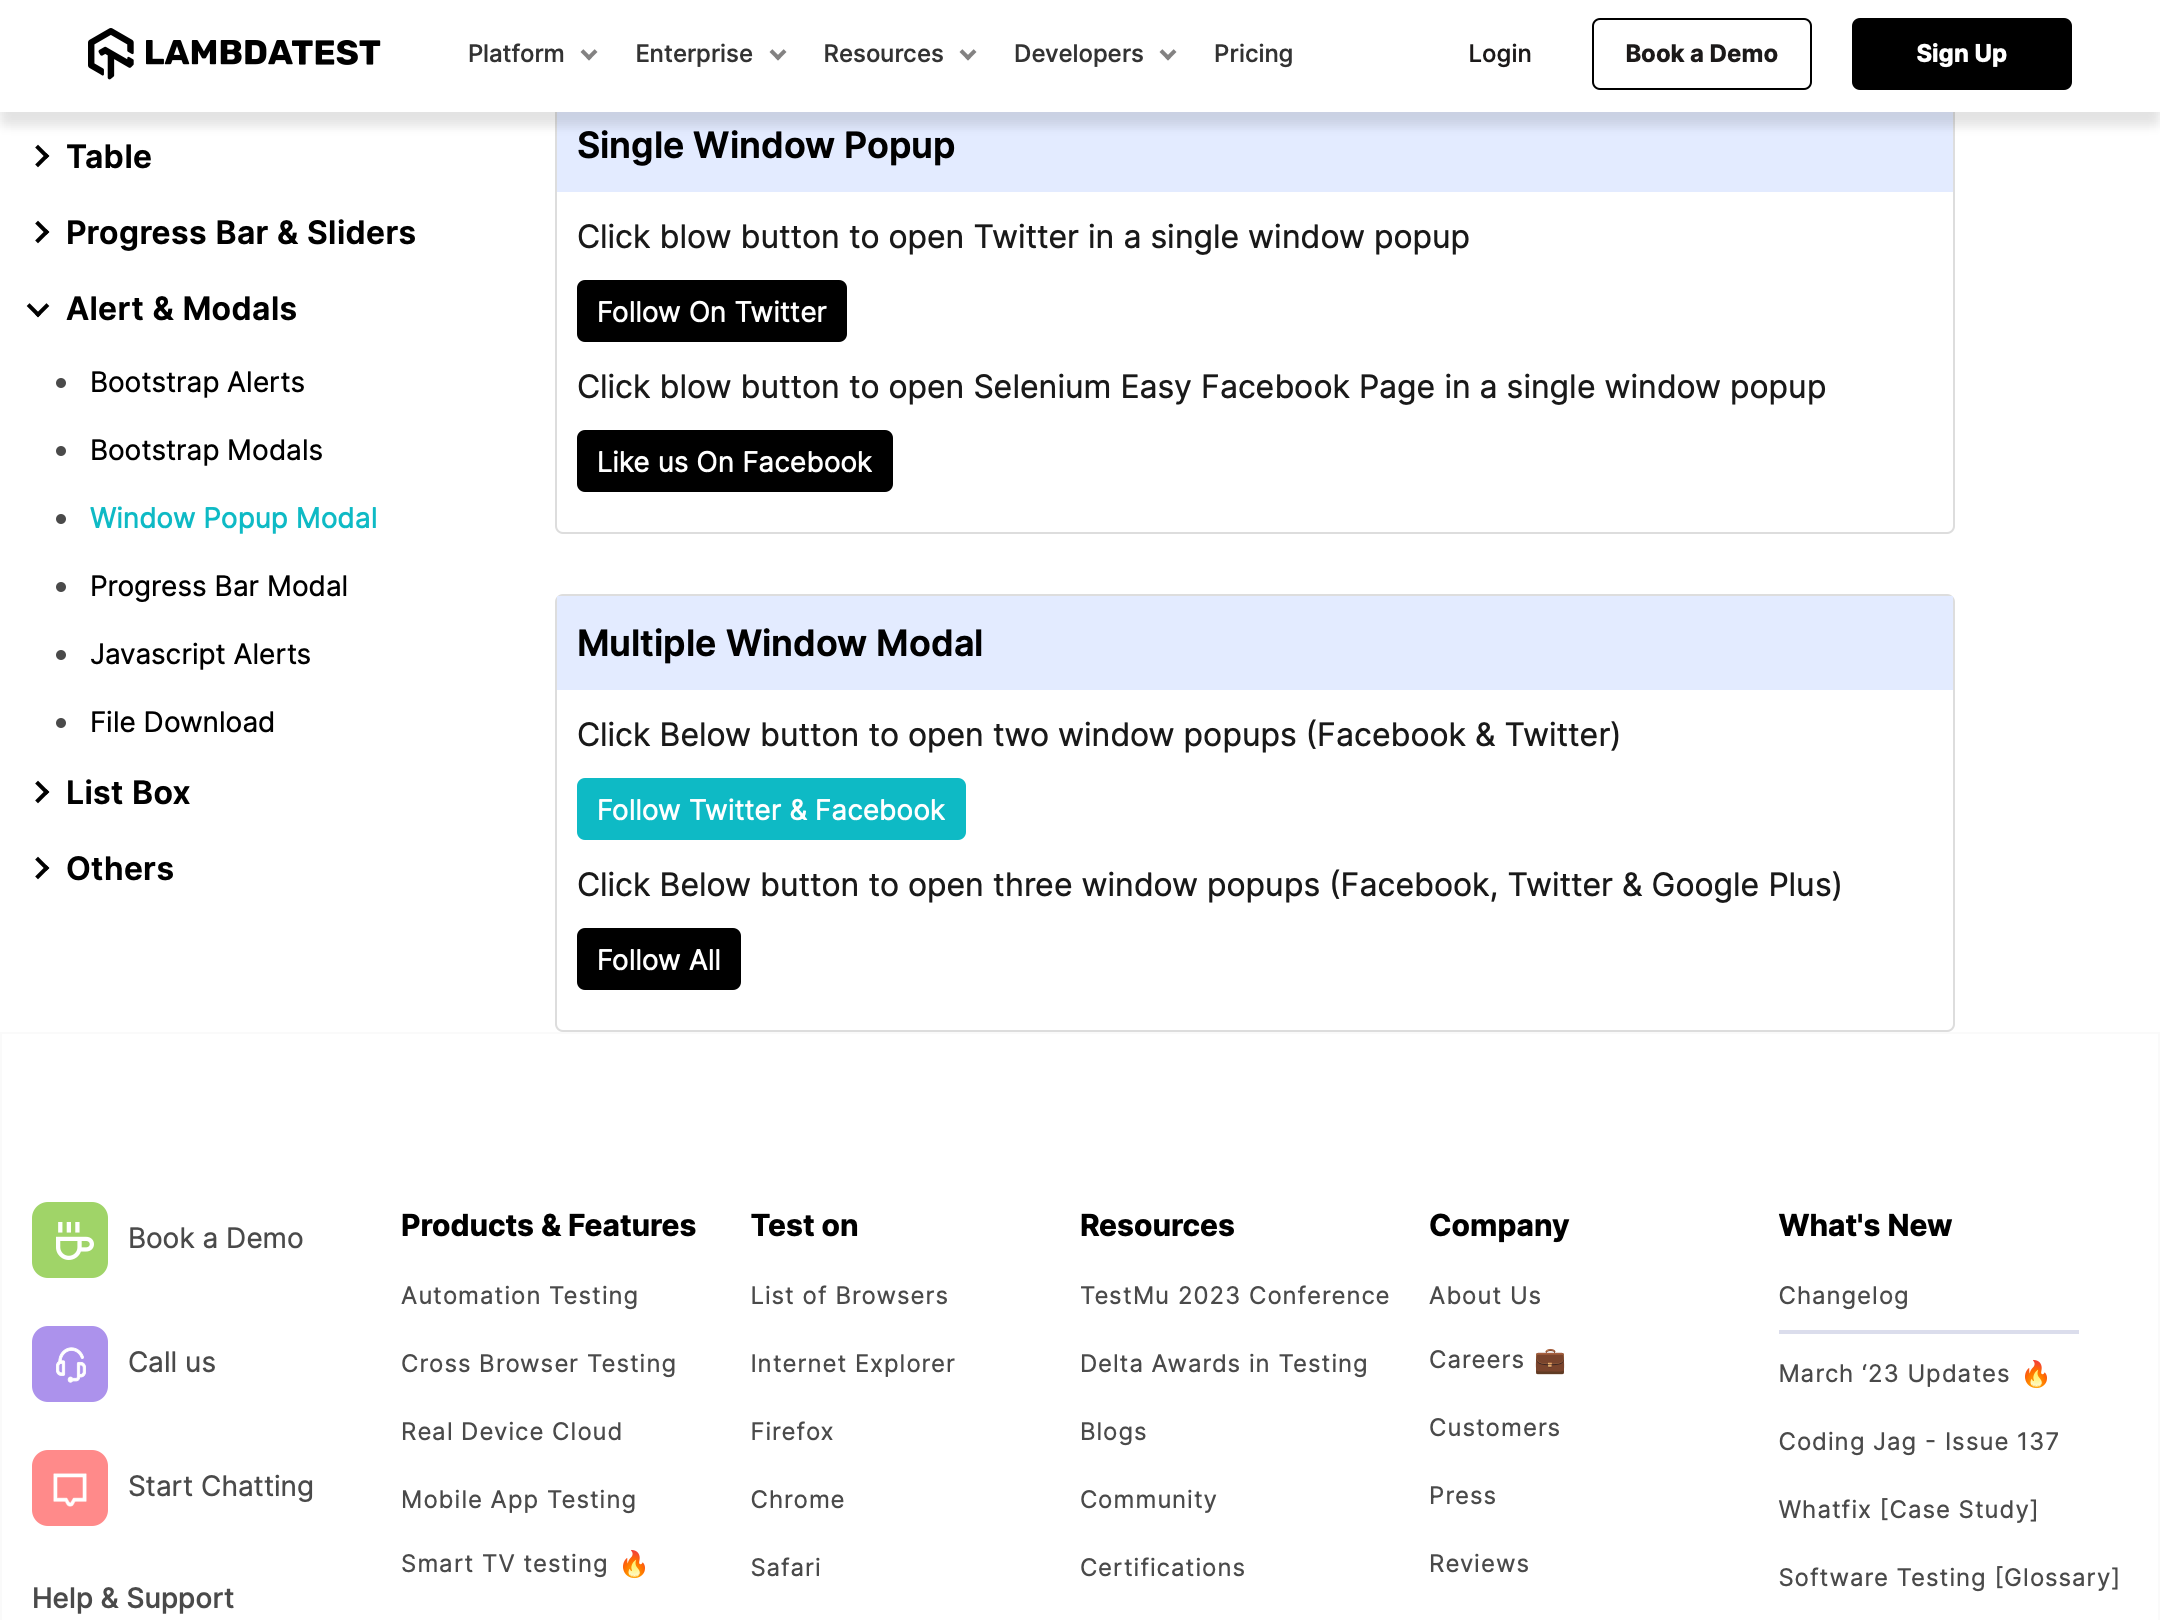 LAMBDATEST Platform Enterprise Resources Developers Pricing Login Book a Demo Sign Up
Table
Progress Bar & Sliders
Alert & Modals
Bootstrap Alerts
Bootstrap Modals
Window Popup Modal
Progress Bar Modal
Javascript Alerts
File Download
List Box
Others
Single Window Popup
Click blow button to open Twitter in a single window popup
Follow On Twitter
Click blow button to open Selenium Easy Facebook Page in a single window popup
Like us On Facebook
Multiple Window Modal
Click Below button to open two window popups (Facebook & Twitter)
Follow Twitter & Facebook
Click Below button to open three window popups (Facebook, Twitter & Google Plus)
Follow All
Book a Demo
Call us
Start Chatting
Help & Support
Products & Features
Automation Testing
Cross Browser Testing
Real Device Cloud
Mobile App Testing
Smart TV testing 🔥
Test on
List of Browsers
Internet Explorer
Firefox
Chrome
Safari
Resources
TestMu 2023 Conference
Delta Awards in Testing
Blogs
Community
Certifications
Company
About Us
Careers 💼
Customers
Press
Reviews
What's New
Changelog
March ‘23 Updates 🔥
Coding Jag - Issue 137
Whatfix [Case Study]
Software Testing [Glossary]